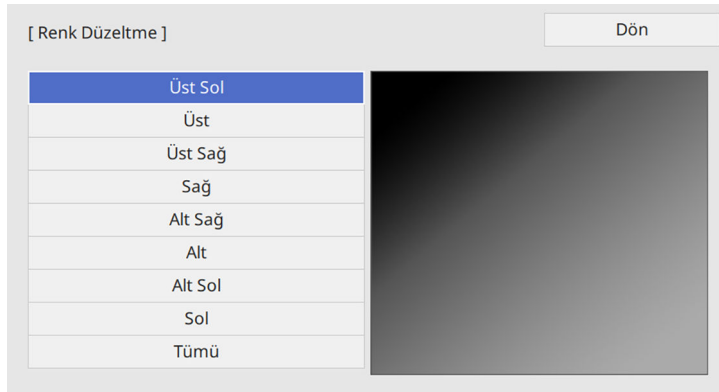 [ Renk Düzeltme ]
Dön
Üst Sol
Üst
Üst Sağ
Sağ
Alt Sağ
Alt
Alt Sol
Sol
Tümü